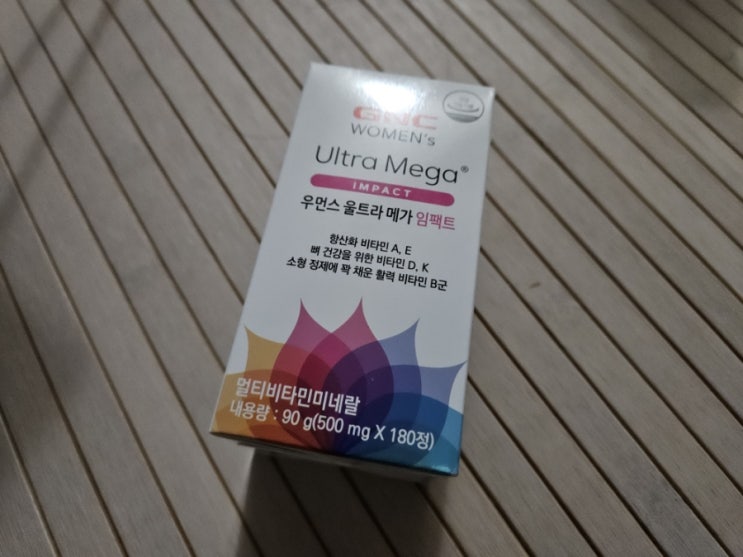 GNC
WOMEN's
Ultra Mega®
IMPACT
우먼스 울트라 메가 임팩트
항산화 비타민 A, E
뼈 건강을 위한 비타민 D, K
소형 정제에 꽉 채운 활력 비타민 B군
멀티비타민미네랄
내용량 : 90 g(500 mg X 180정)